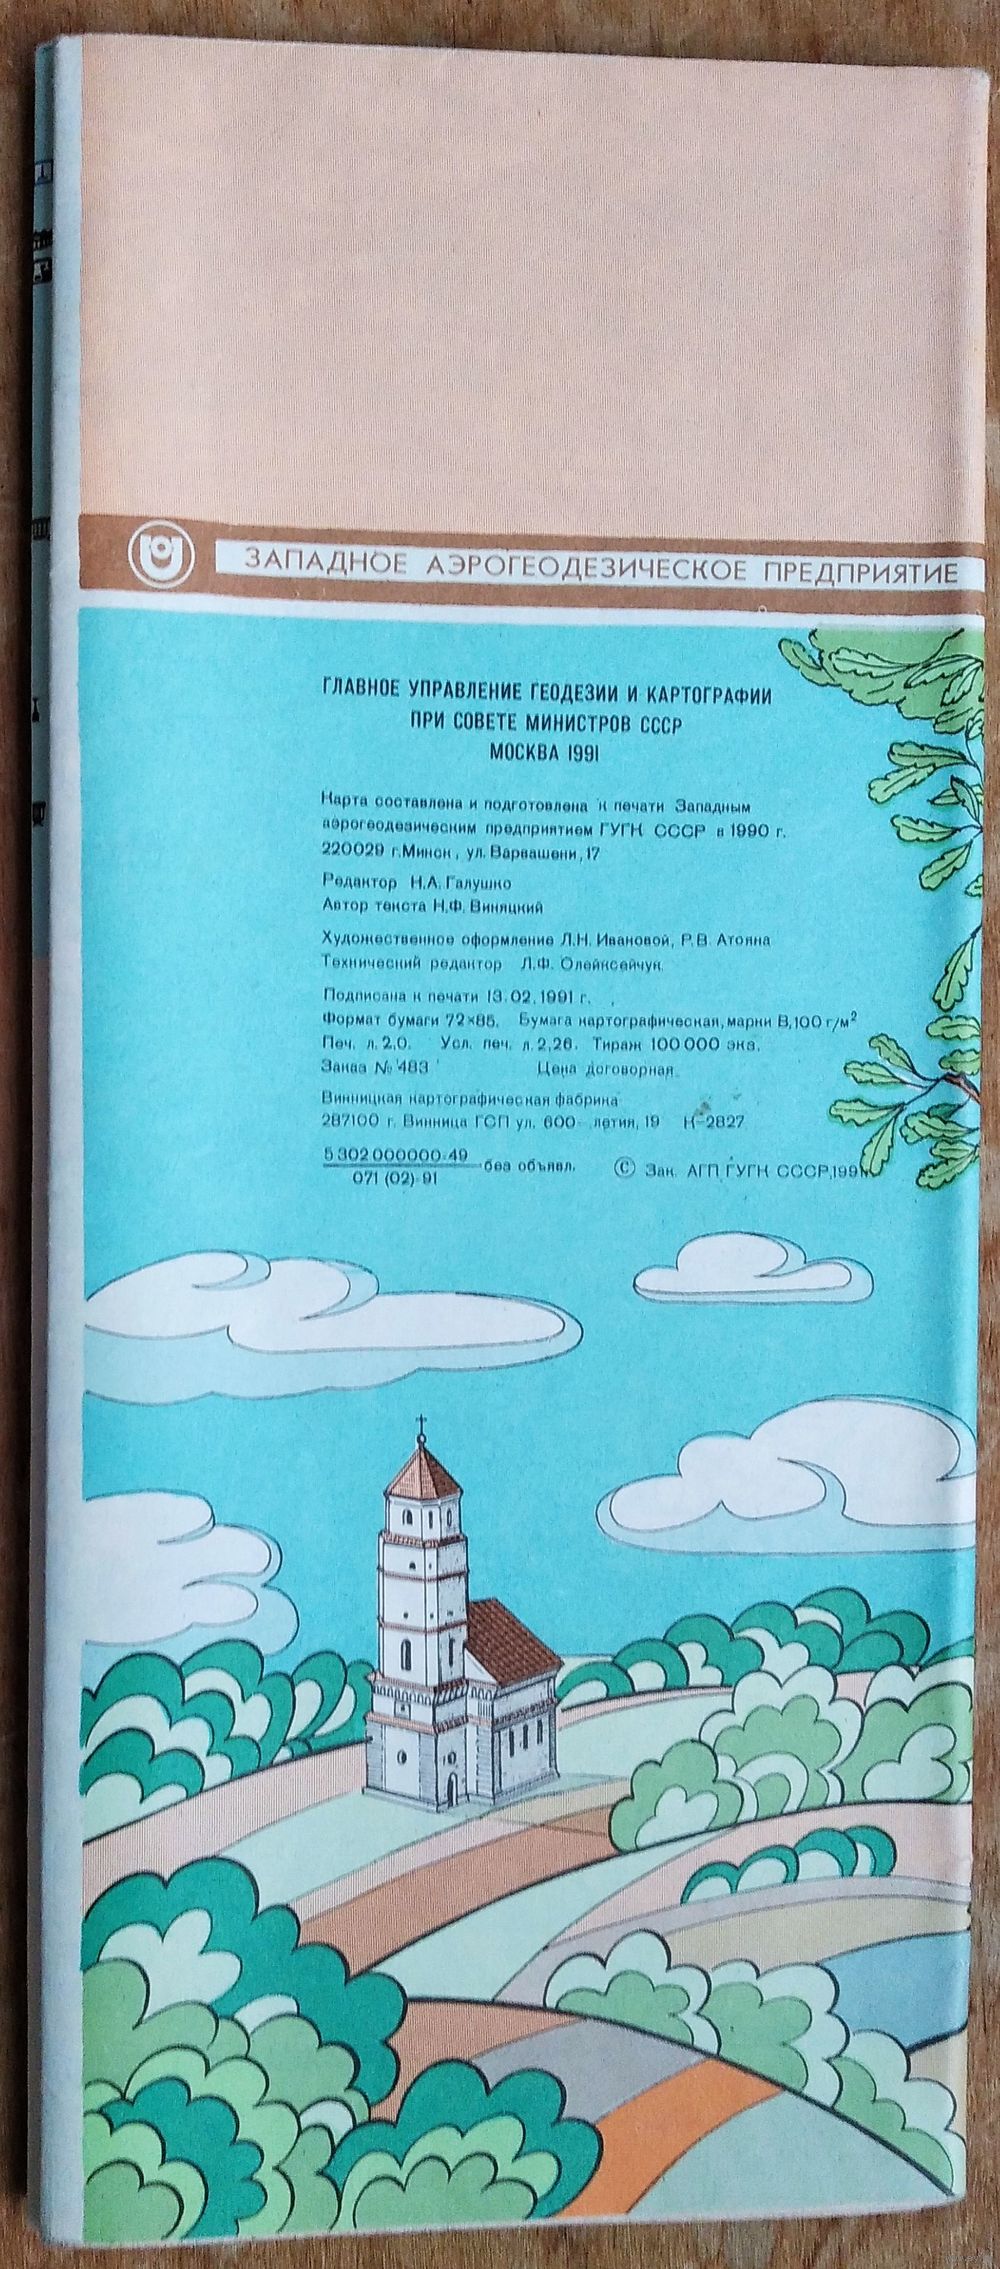 ЗАПАДНОЕ АЭРОГЕОДЕЗИЧЕСКОЕ ПРЕДПРИЯТИЕ
ГЛАВНОЕ УПРАВЛЕНИЕ ГЕОДЕЗИИ И КАРТОГРАФИИ
ПРИ СОВЕТЕ МИНИСТРОВ СССР
МОСКВА 1991
Карта составлена и подготовлена к печати Западным
аэрогеодезическим предприятием ГУГК СССР в 1990 г.
220029 г.Минск, ул. Варвашени, 17
Редактор Н.А. Галушко
Автор текста Н.Ф. Виняцкий
Художественное оформление Л.Н. Ивановой, Р.В. Атояна
Технический редактор Л.Ф. Олейксейчук
Подписана к печати 13.02.1991 г.
Формат бумаги 72×85. Бумага картографическая, марки В, 100 г/м²
Печ. л. 2,0. Усл. печ. л. 2,26. Тираж 100 000 экз.
Заказ № 483 Цена договорная
Винницкая картографическая фабрика
287100 г. Винница ГСП ул. 600-летия, 19 К-2827
5302000000-49
071 (02)-91
без объявл. © Зап. АГП, ГУГК СССР, 1991